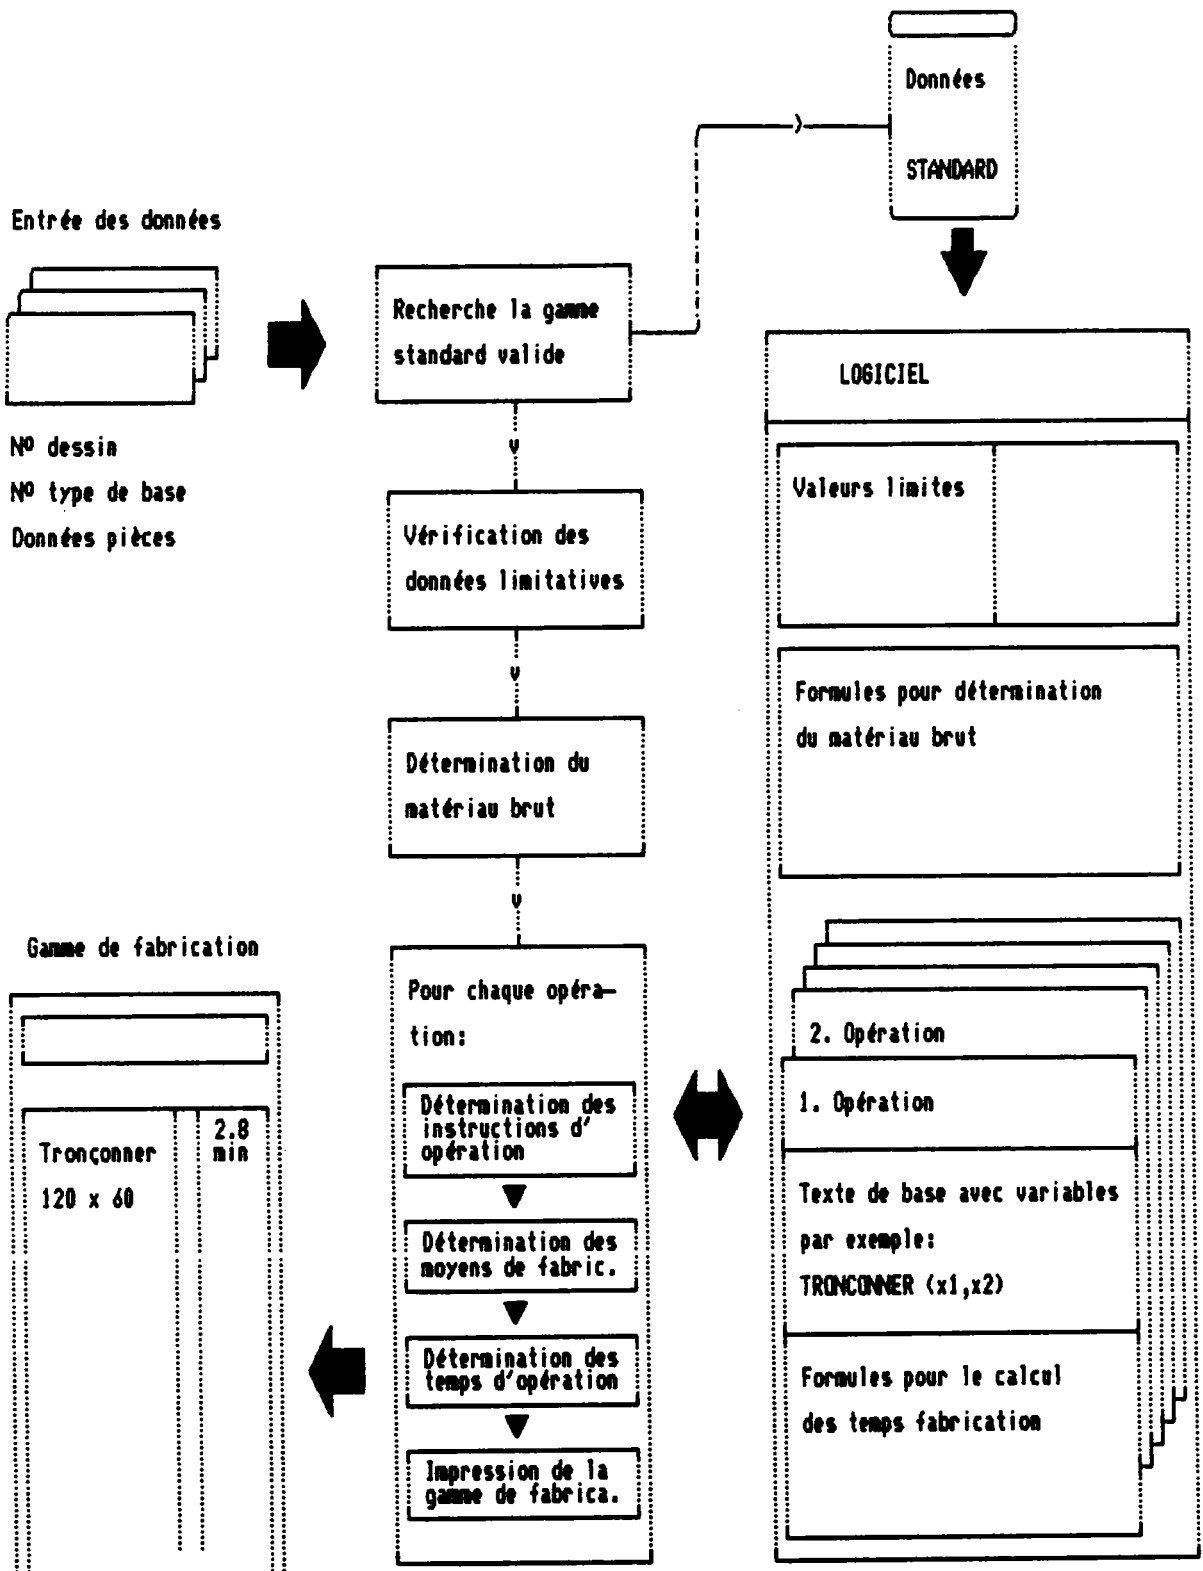 Données
STANDARD
Entrée des données
Nº dessin
Nº type de base
Données pièces
Recherche la gamme
standard valide
Vérification des
données limitatives
Détermination du
matériau brut
Pour chaque opéra-
tion:
Détermination des
instructions d'
opération
Détermination des
moyens de fabric.
Détermination des
temps d'opération
Impression de la
gamme de fabrica.
Gamme de fabrication
Tronçonner
120 x 60
2.8
min
LOGICIEL
Valeurs limites
Formules pour détermination
du matériau brut
2. Opération
1. Opération
Texte de base avec variables
par exemple:
TRONCONNER (x1,x2)
Formules pour le calcul
des temps fabrication